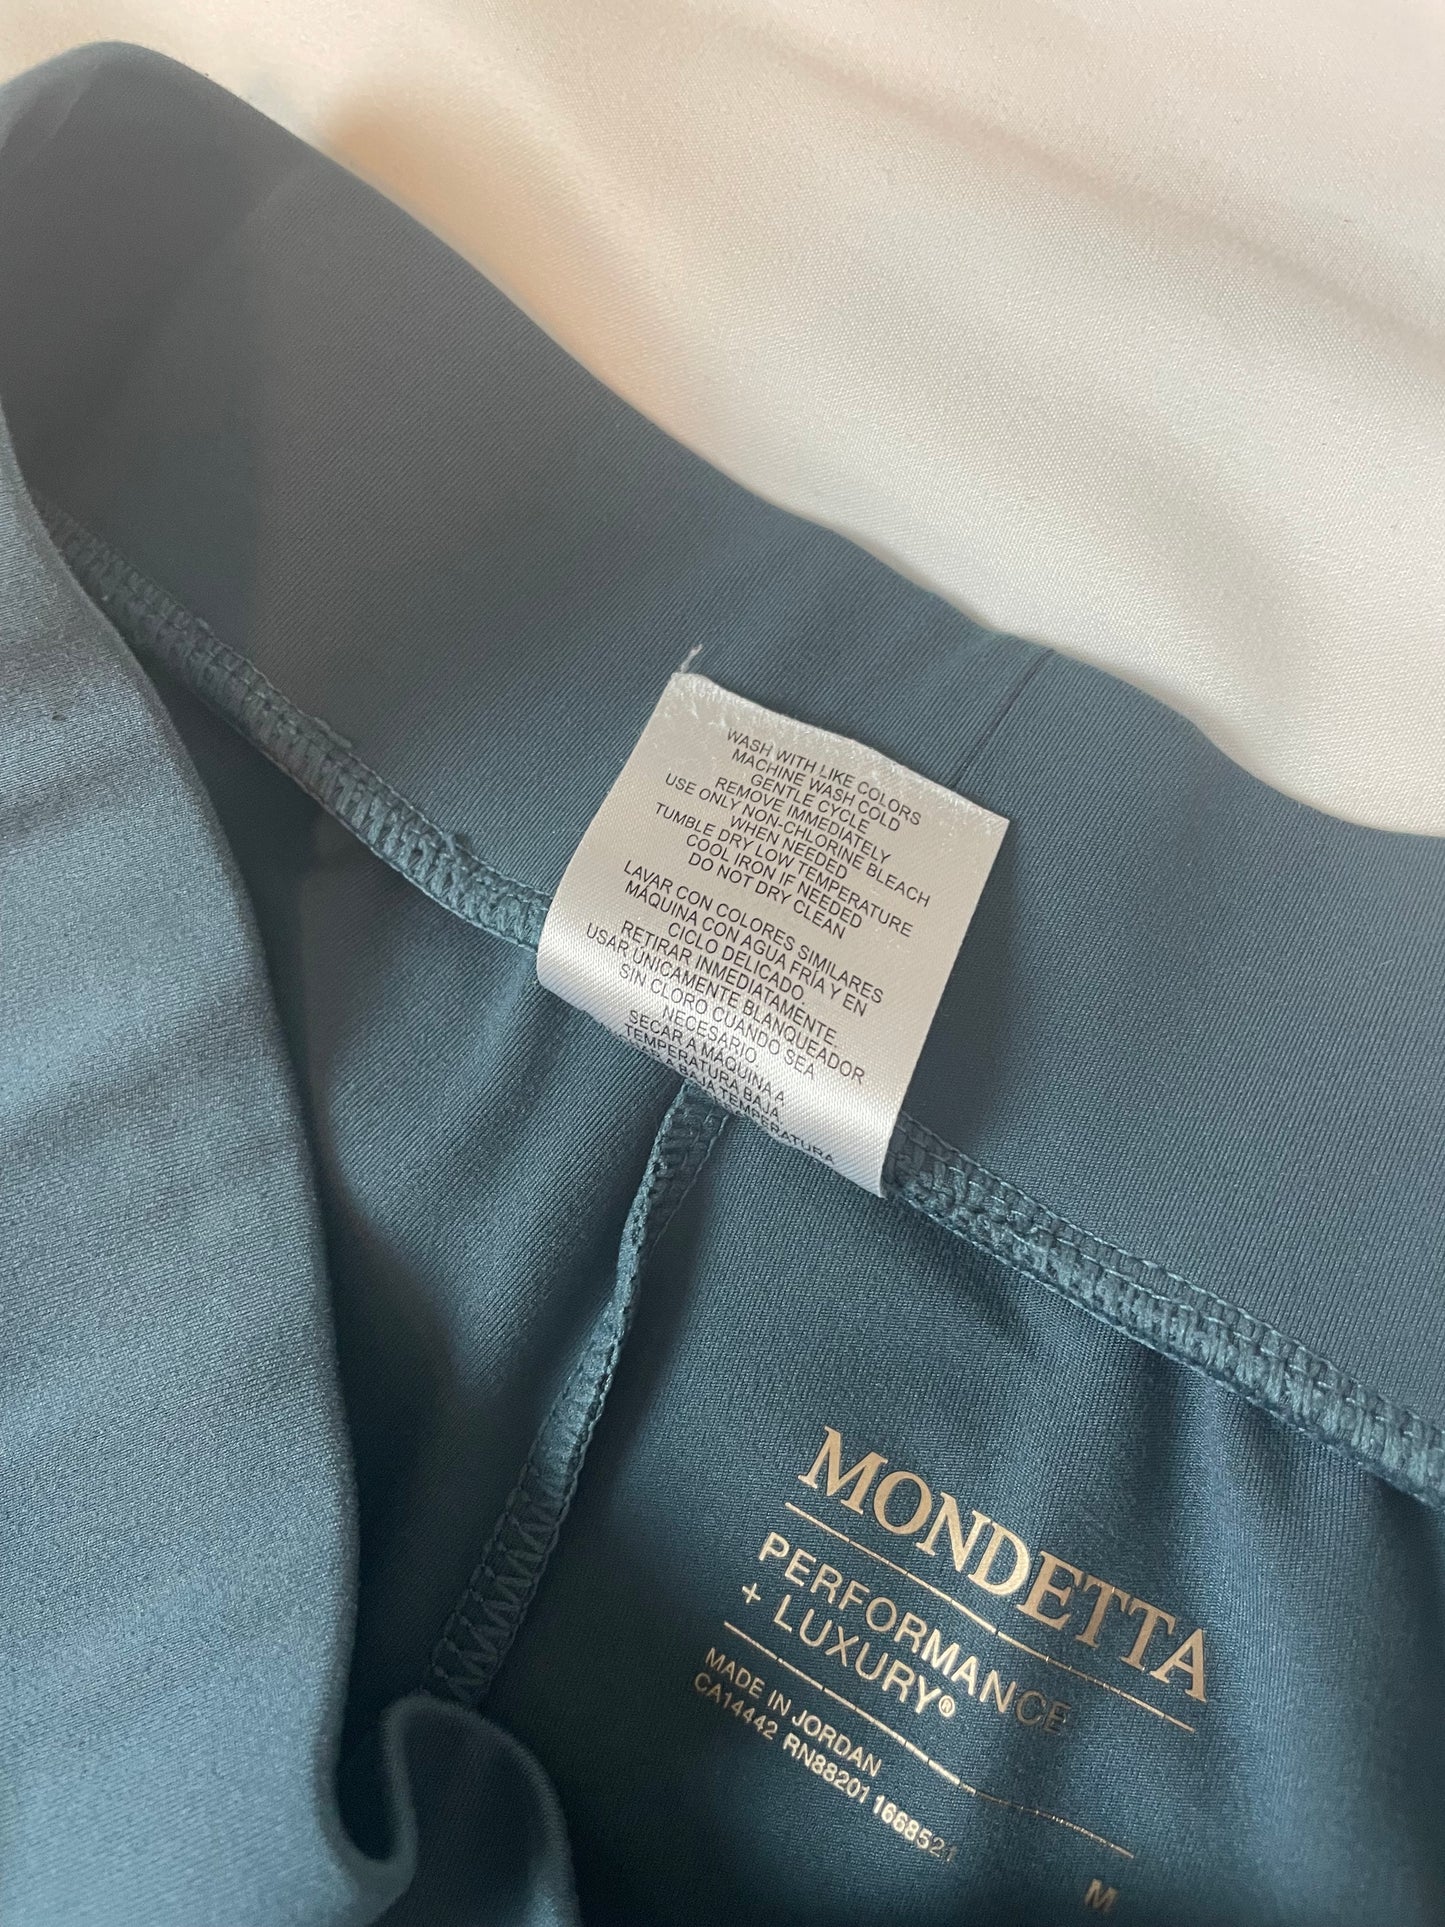 WASH WITH LIKE COLORS
MACHINE WASH COLD
GENTLE CYCLE
REMOVE IMMEDIATELY
USE ONLY NON-CHLORINE BLEACH
WHEN NEEDED
TUMBLE DRY LOW TEMPERATURE
COOL IRON IF NEEDED
DO NOT DRY CLEAN
LAVAR CON COLORES SIMILARES
MÁQUINA CON AGUA FRÍA Y EN
CICLO DELICADO.
RETIRAR INMEDIATAMENTE.
USAR ÚNICAMENTE BLANQUEADOR
SIN CLORO CUANDO SEA
NECESARIO
SECAR A MÁQUINA A
TEMPERATURA BAJA
A BAJA TEMPERATURA
MONDETTA
PERFORMANCE
+ LUXURY®
MADE IN JORDAN
CA14442 RN88201 1668521
M